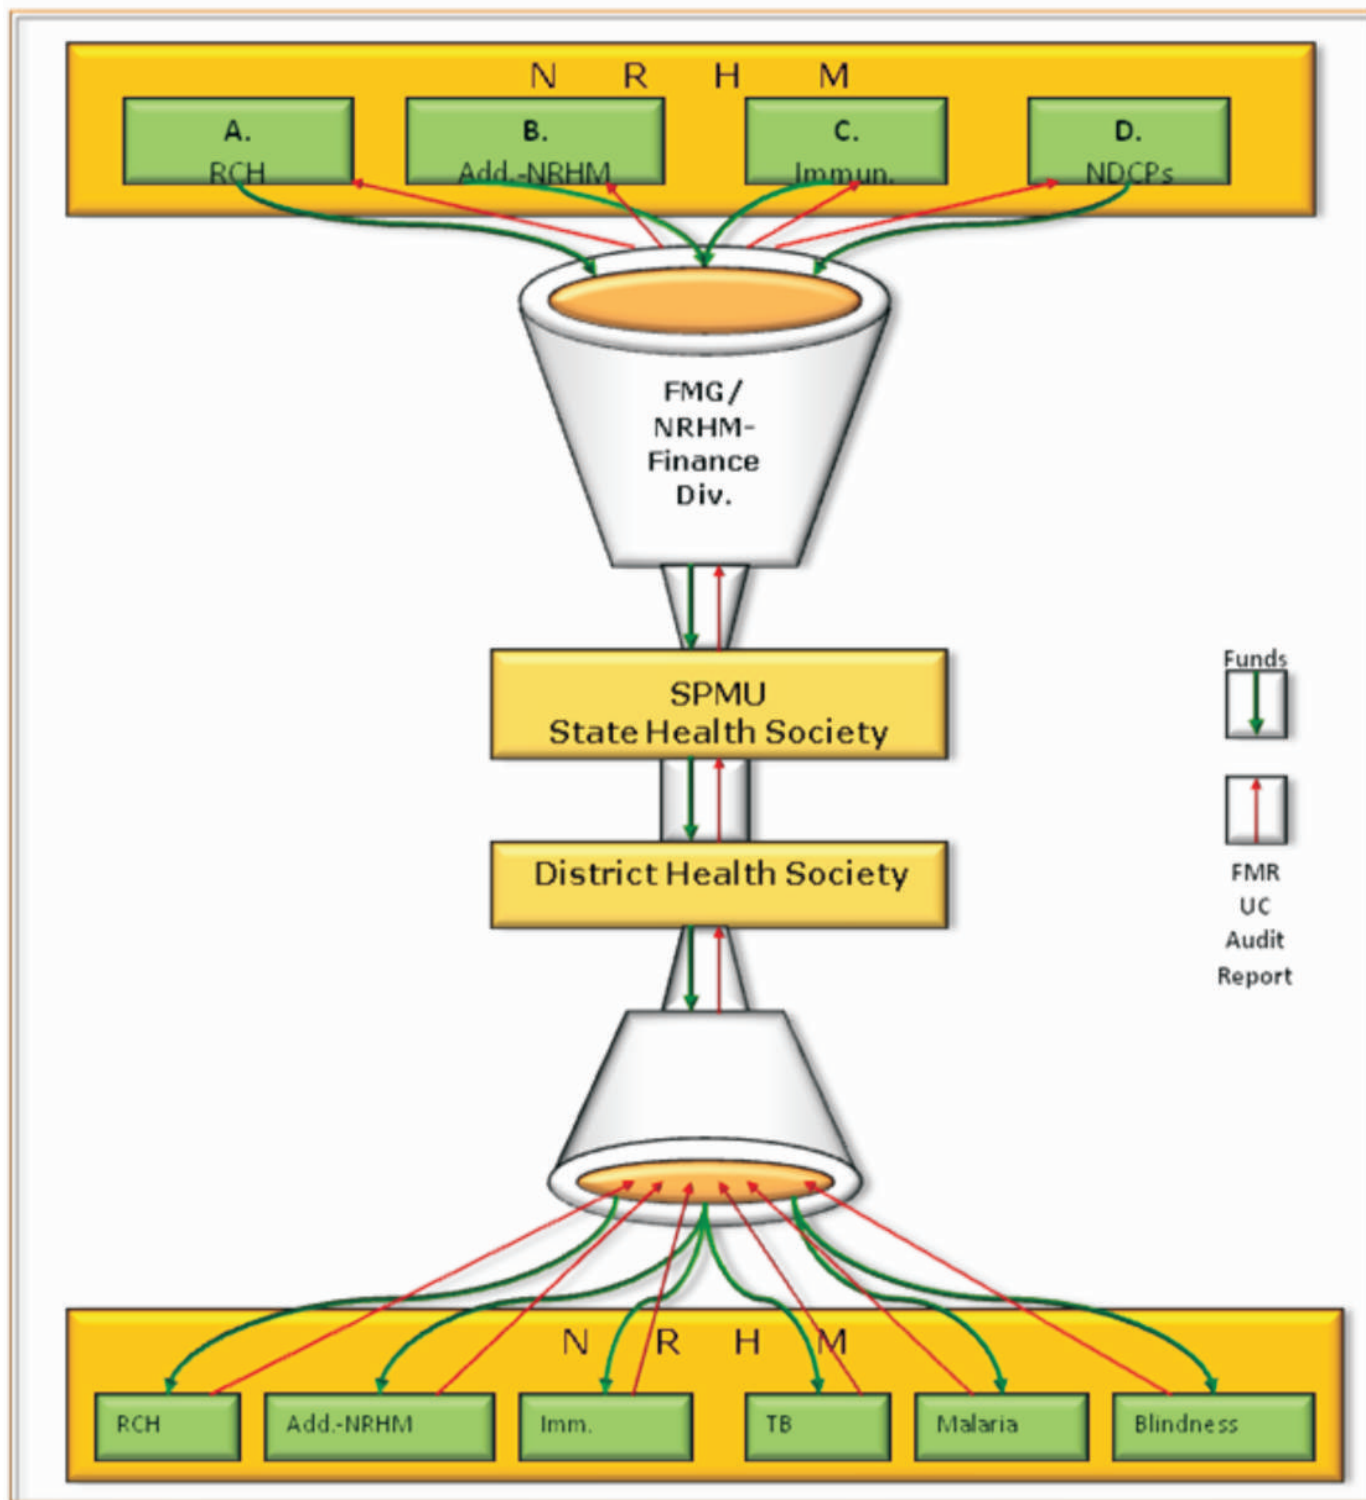 N R H M
A.
RCH
B.
Add.-NRHM
C.
Immun.
D.
NDCPs
FMG/
NRHM-
Finance
Div.
SPMU
State Health Society
District Health Society
Funds
FMR
UC
Audit
Report
N R H M
RCH
Add.-NRHM
Imm.
TB
Malaria
Blindness